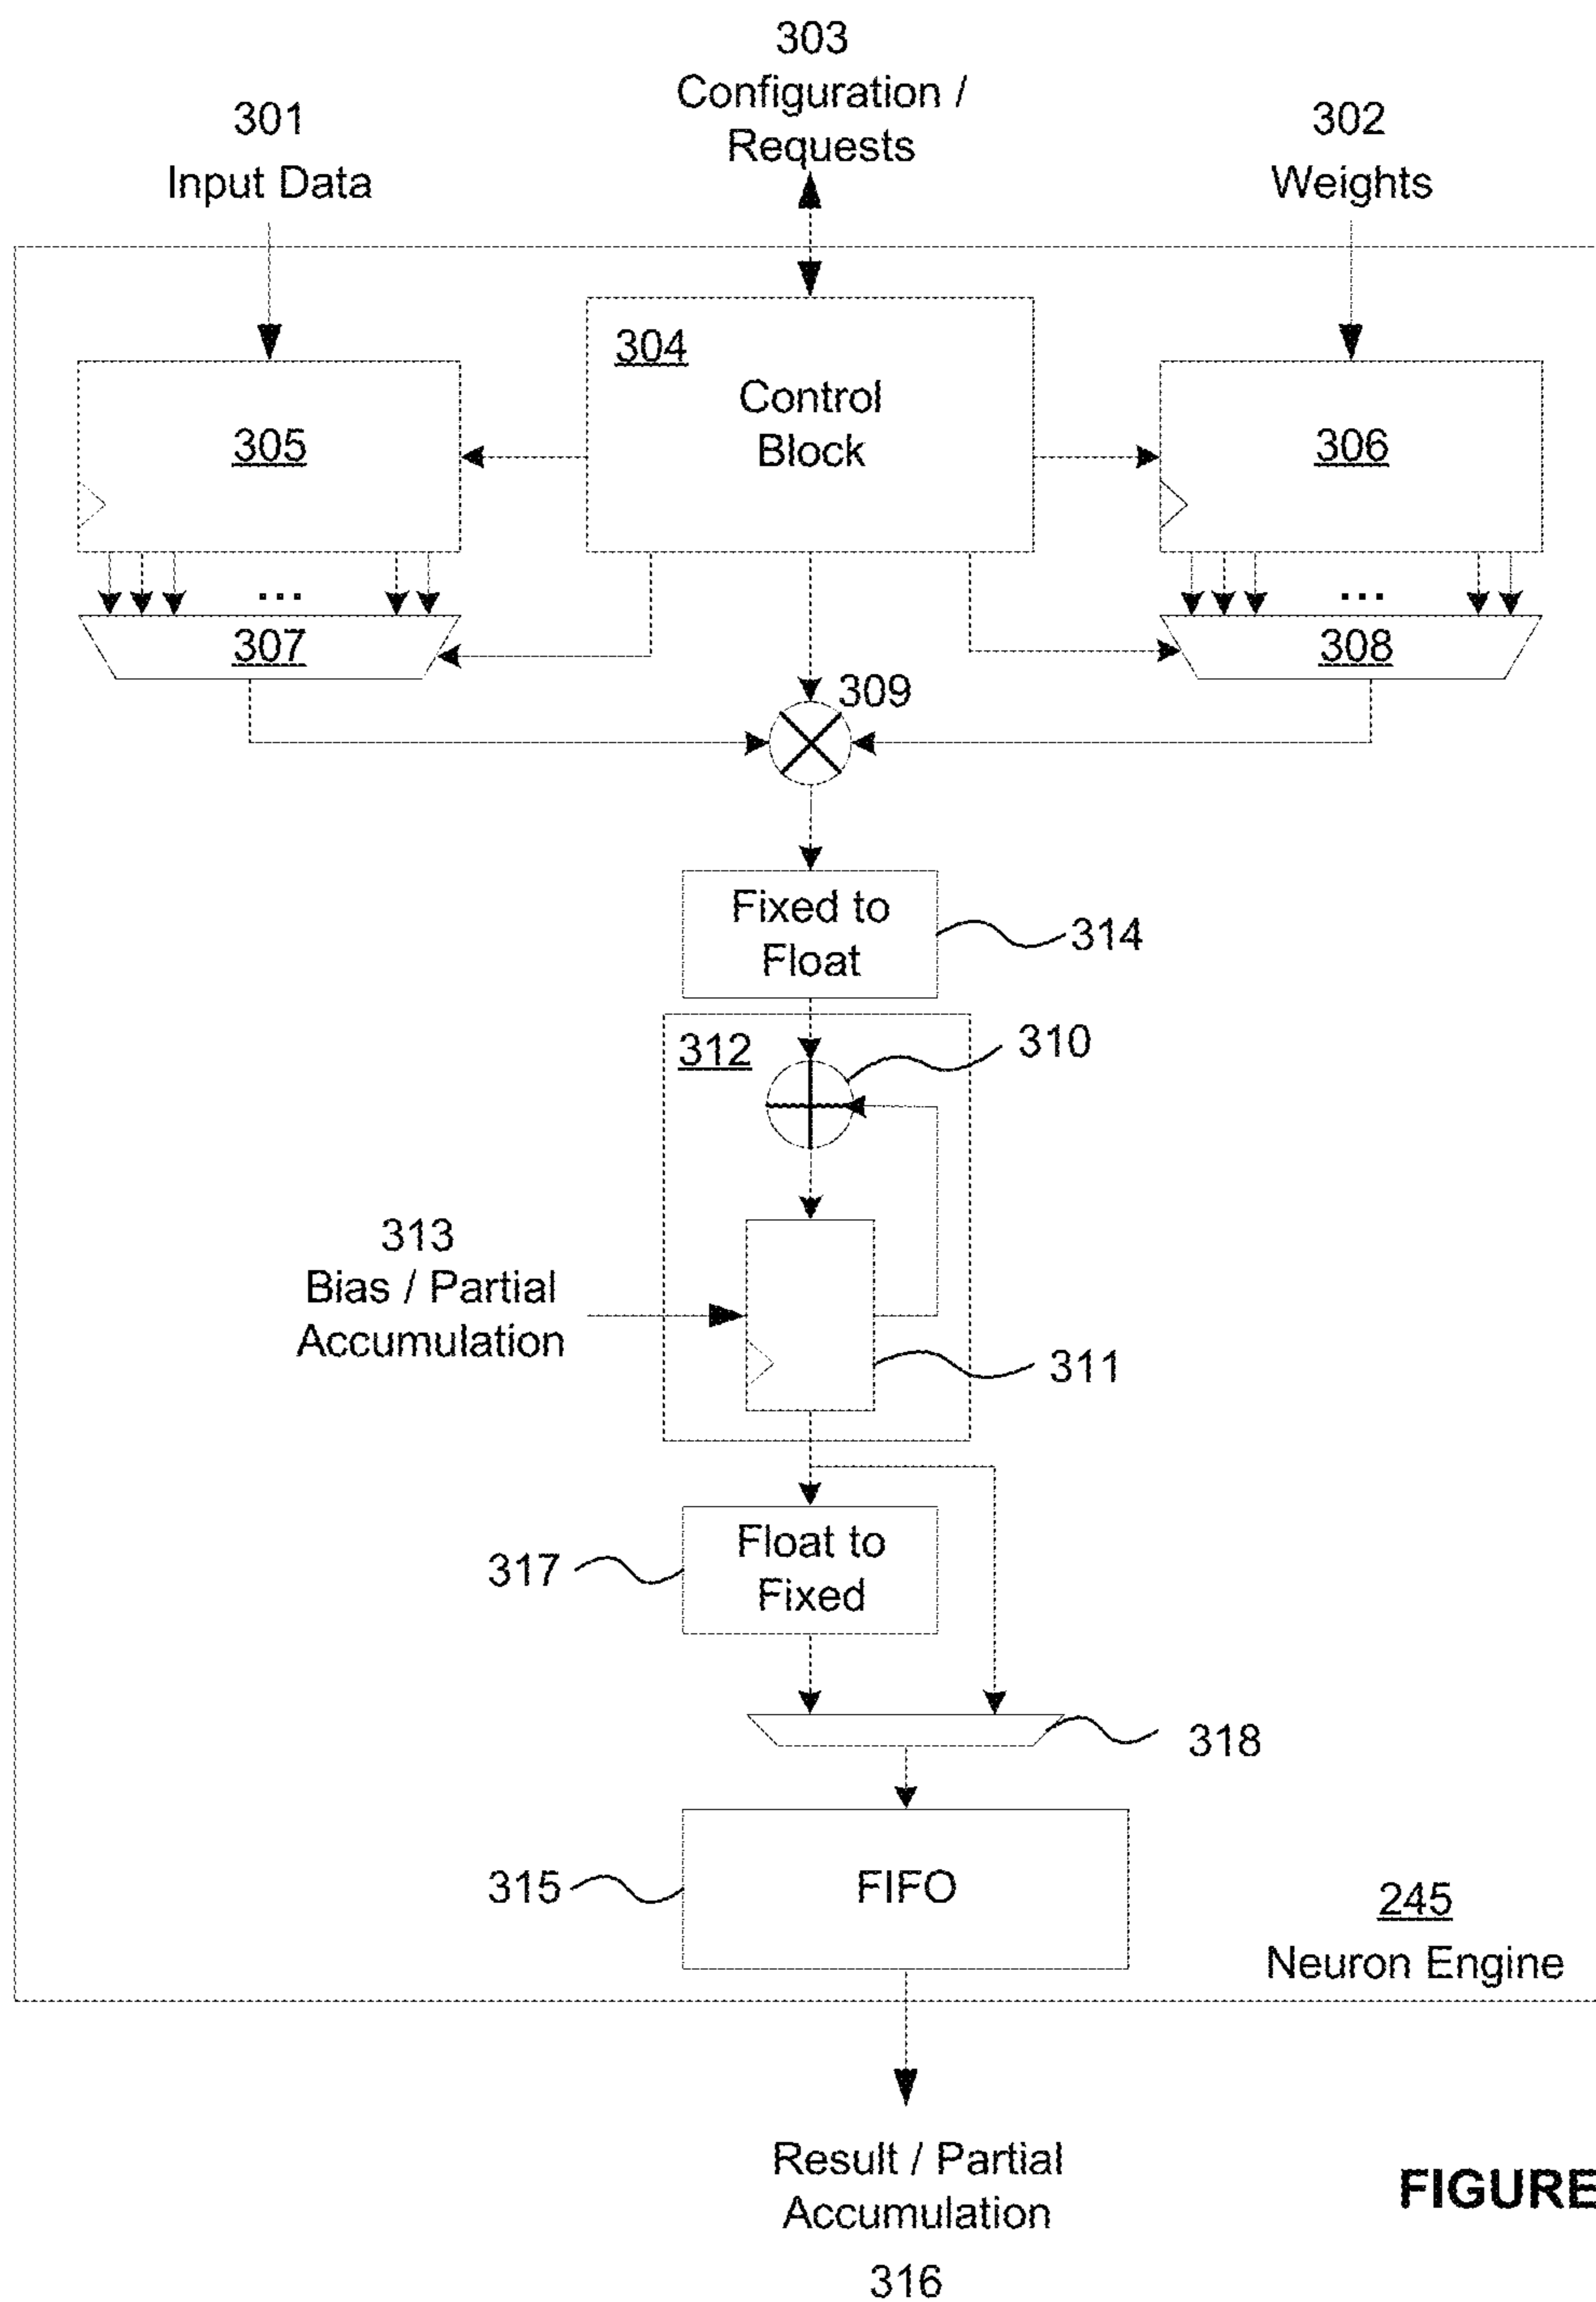 303
Configuration /
Requests
301
Input Data
302
Weights
304
Control
Block
305
306
...
...
307
308
309
Fixed to
Float
314
312
310
313
Bias / Partial
Accumulation
311
Float to
Fixed
317
318
315
FIFO
245
Neuron Engine
Result / Partial
Accumulation
316
FIGURE